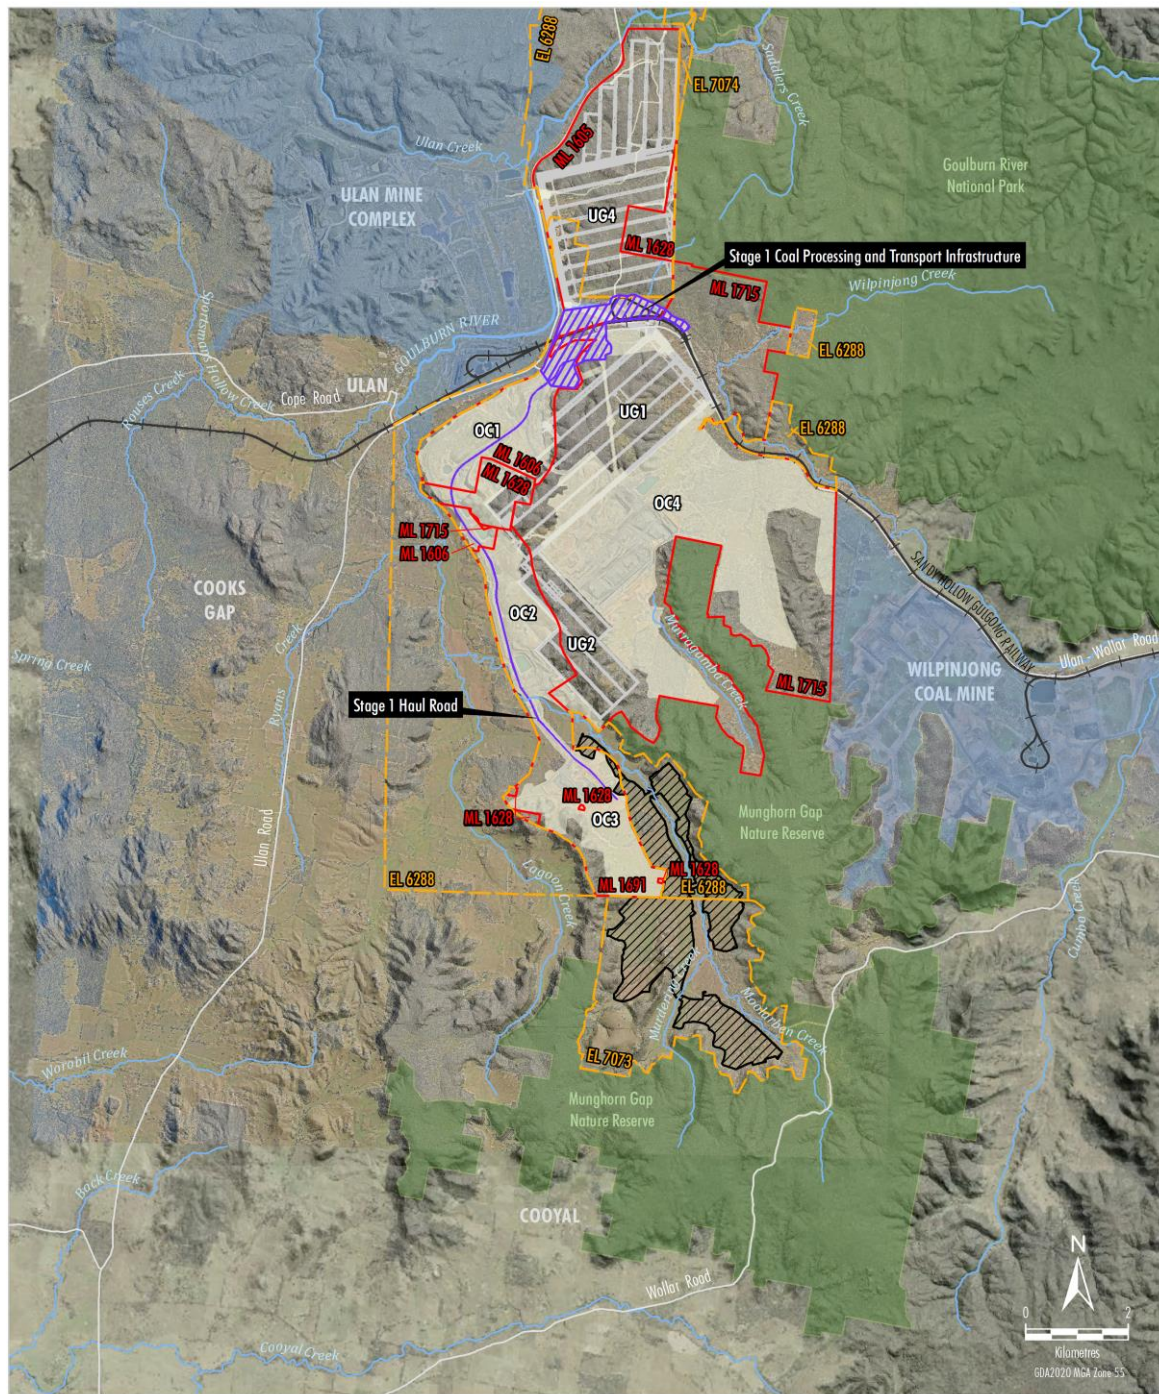 EL 6288
EL 7074
Saddlers Creek
Ulan Creek
ML 1605
Goulburn River
National Park
ULAN MINE
COMPLEX
UG4
ML 1628
Stage 1 Coal Processing and Transport Infrastructure
ML 1715
Wilpinjong Creek
Sportsmans Hollow Creek
GOULBURN RIVER
EL 6288
ULAN
Rouses Creek
Cope Road
UG1
OC1
EL 6288
ML 1606
ML 1628
OC4
ML 1715
ML 1606
SANDY HOLLOW GULGONG RAILWAY
COOKS
GAP
OC2
Murragamba Creek
UG2
Ryans Creek
Spring Creek
Ulan - Wollar Road
WILPINJONG
COAL MINE
ML 1715
Stage 1 Haul Road
ML 1628
ML 1628
OC3
Munghorn Gap
Nature Reserve
Ulan Road
Lagoon Creek
ML 1628
EL 6288
ML 1691
EL 6288
Cumbo Creek
Murdering Creek
Moolarben Creek
EL 7073
Worobil Creek
Munghorn Gap
Nature Reserve
Back Creek
COOYAL
Wollar Road
Cooyal Creek
N
0 2
Kilometres
GDA2020 MGA Zone 55